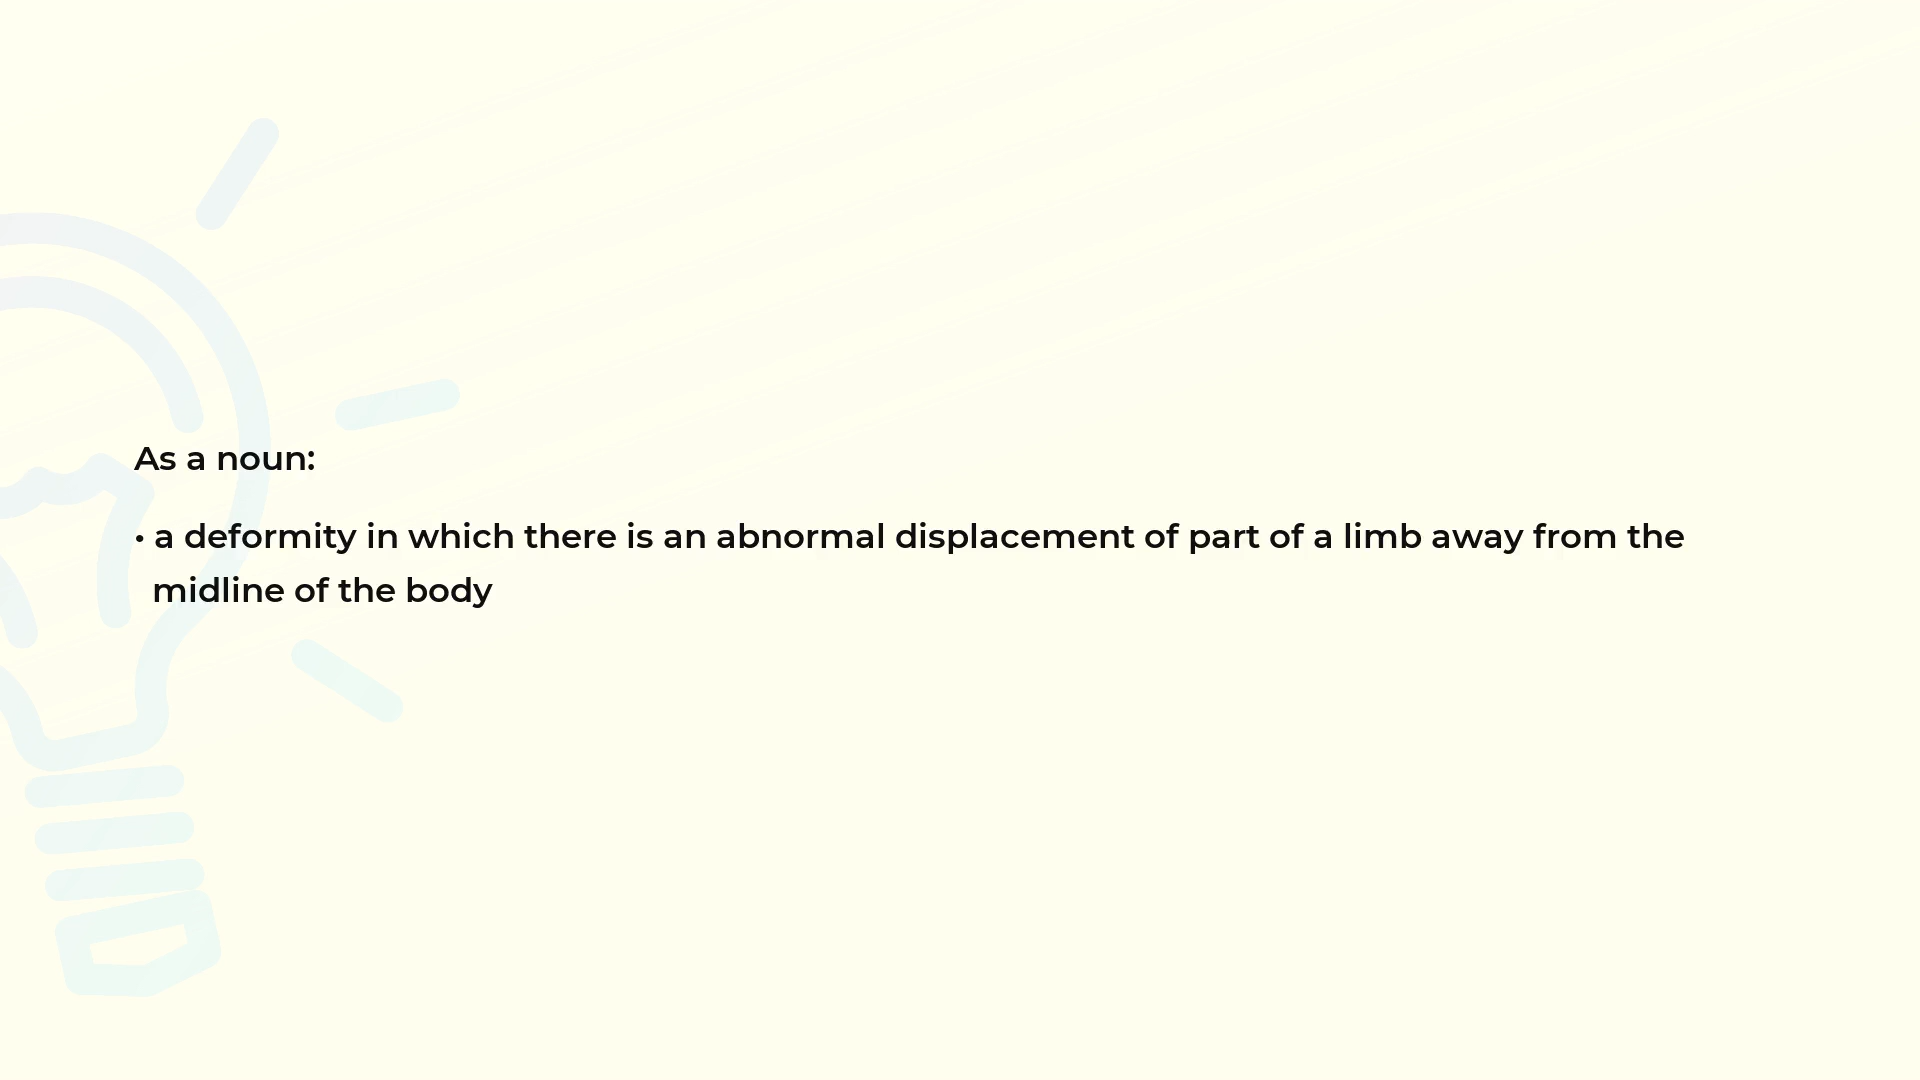 As a noun:
• a deformity in which there is an abnormal displacement of part of a limb away from the
midline of the body